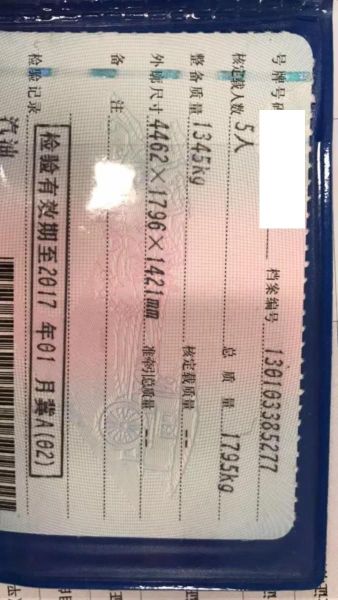 号牌号码 档案编号 130103385277
核定载人数 5人 总质量 1795kg
整备质量 1345kg 核定载质量 --
外廓尺寸 4462×1796×1421mm 准牵引总质量 --
备注
检验记录 检验有效期至2017年01月冀A(02)
汽油